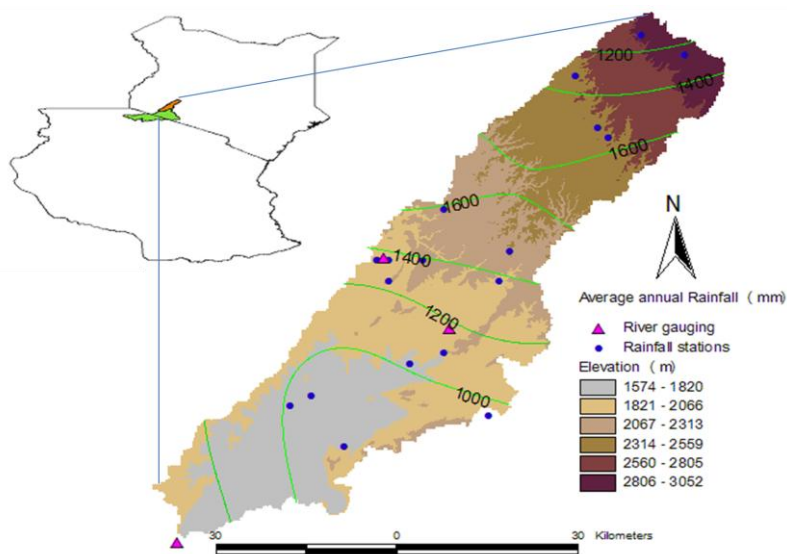 1200
1400
1600
1600
1400
1200
1000
N
Average annual Rainfall ( mm)
River gauging
Rainfall stations
Elevation ( m)
1574 - 1820
1821 - 2066
2067 - 2313
2314 - 2559
2560 - 2805
2806 - 3052
30 0 30 Kilometers